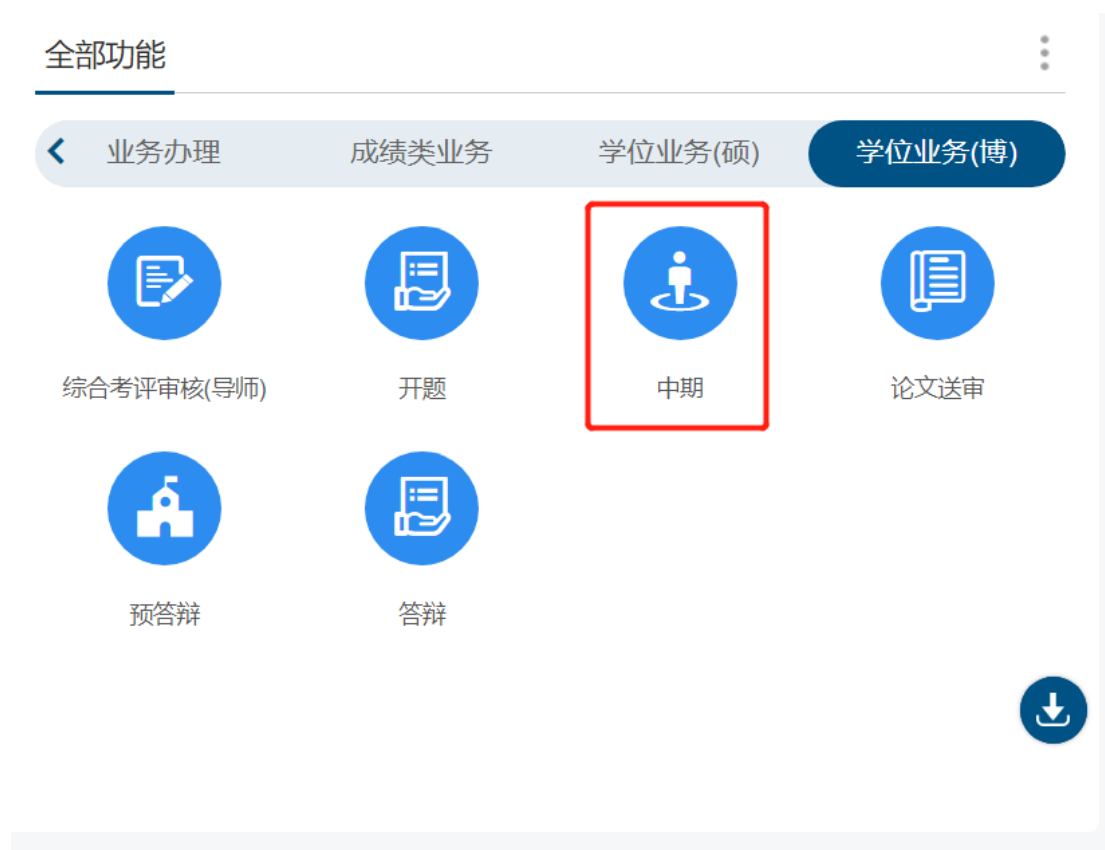 全部功能
业务办理 成绩类业务 学位业务(硕) 学位业务(博)
综合考评审核(导师) 开题 中期 论文送审
预答辩 答辩